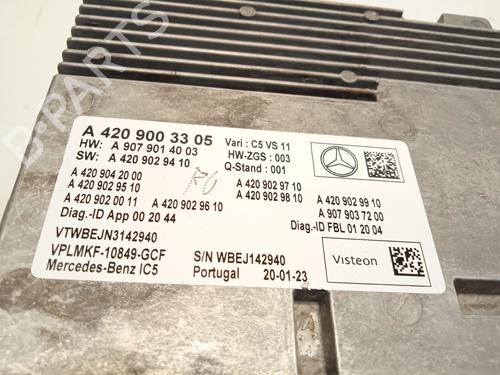 A 420 900 33 05
HW: A 907 901 40 03
SW: A 420 902 94 10
Vari : C5 VS 11
HW-ZGS : 003
Q-Stand : 001
A 420 904 20 00
A 420 902 95 10
A 420 902 00 11
A 420 902 96 10
A 420 902 97 10
A 420 902 98 10
A 420 902 99 10
A 907 903 72 00
Diag.-ID App 00 20 44
Diag.-ID FBL 01 20 04
VTWBEJN3142940
VPLMKF-10849-GCF
S/N WBEJ142940
Mercedes-Benz IC5
Portugal
20-01-23
Visteon
B-Parts